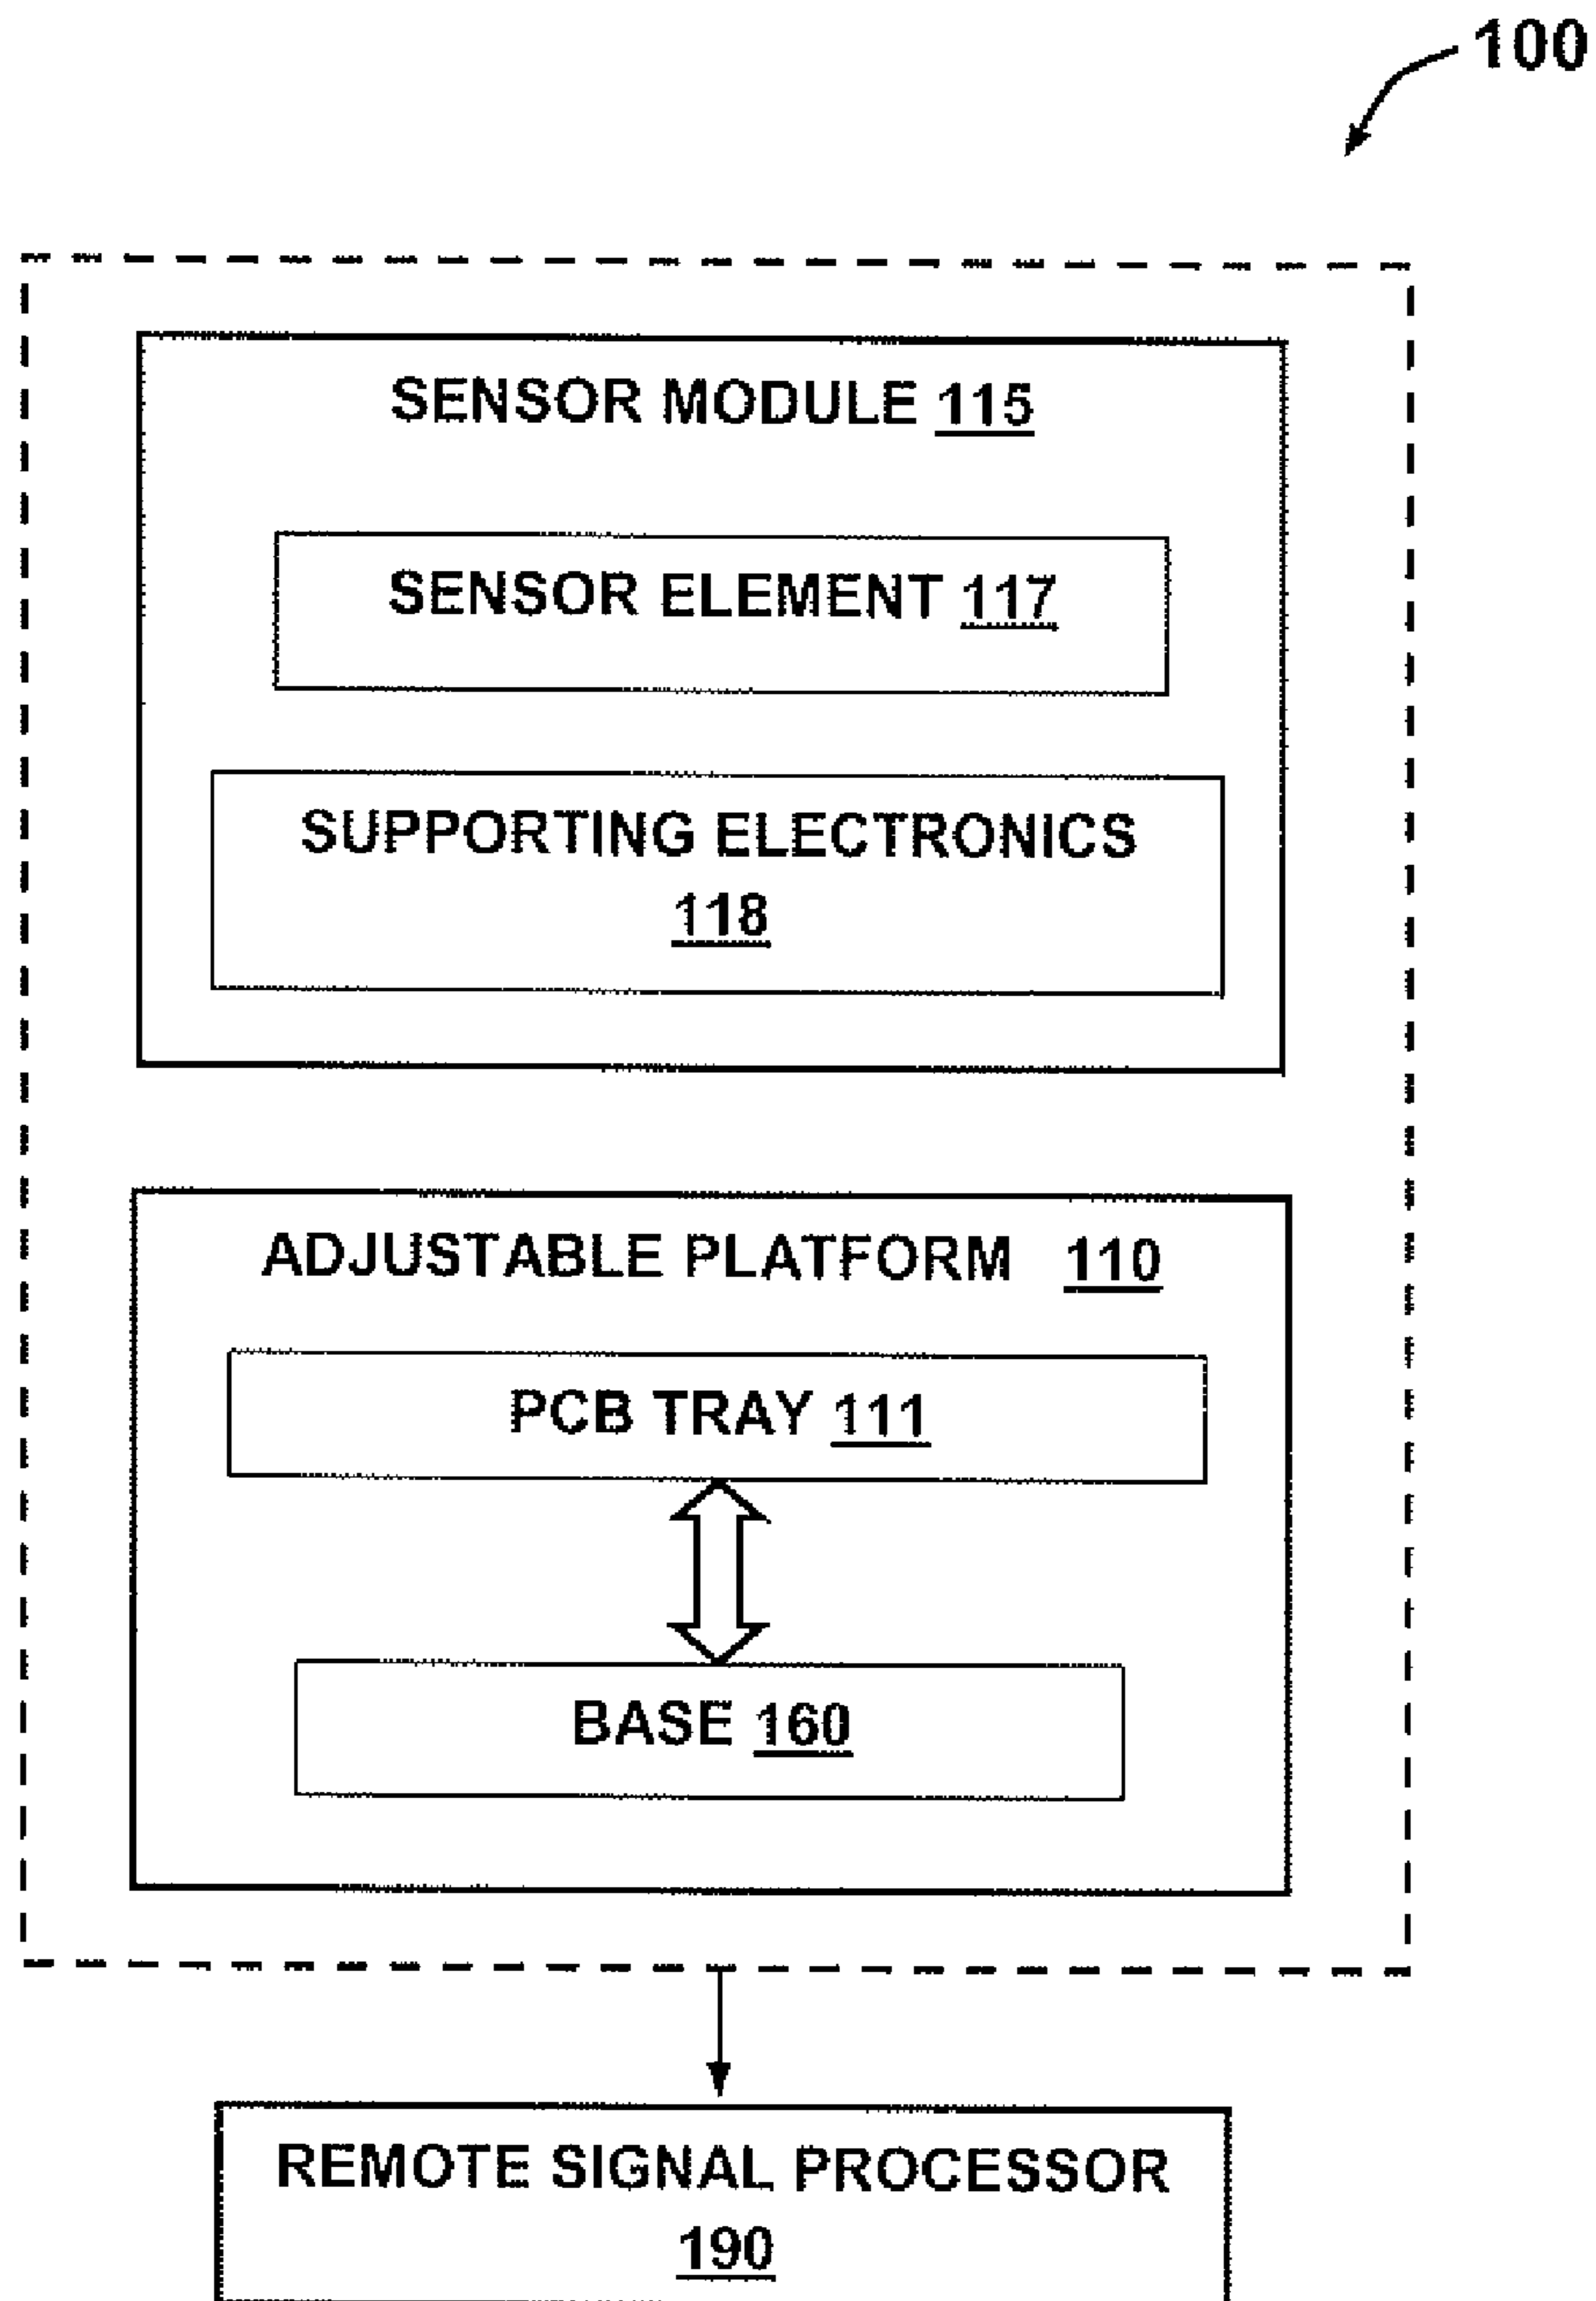 100
SENSOR MODULE 115
SENSOR ELEMENT 117
SUPPORTING ELECTRONICS
118
ADJUSTABLE PLATFORM 110
PCB TRAY 111
BASE 160
REMOTE SIGNAL PROCESSOR
190